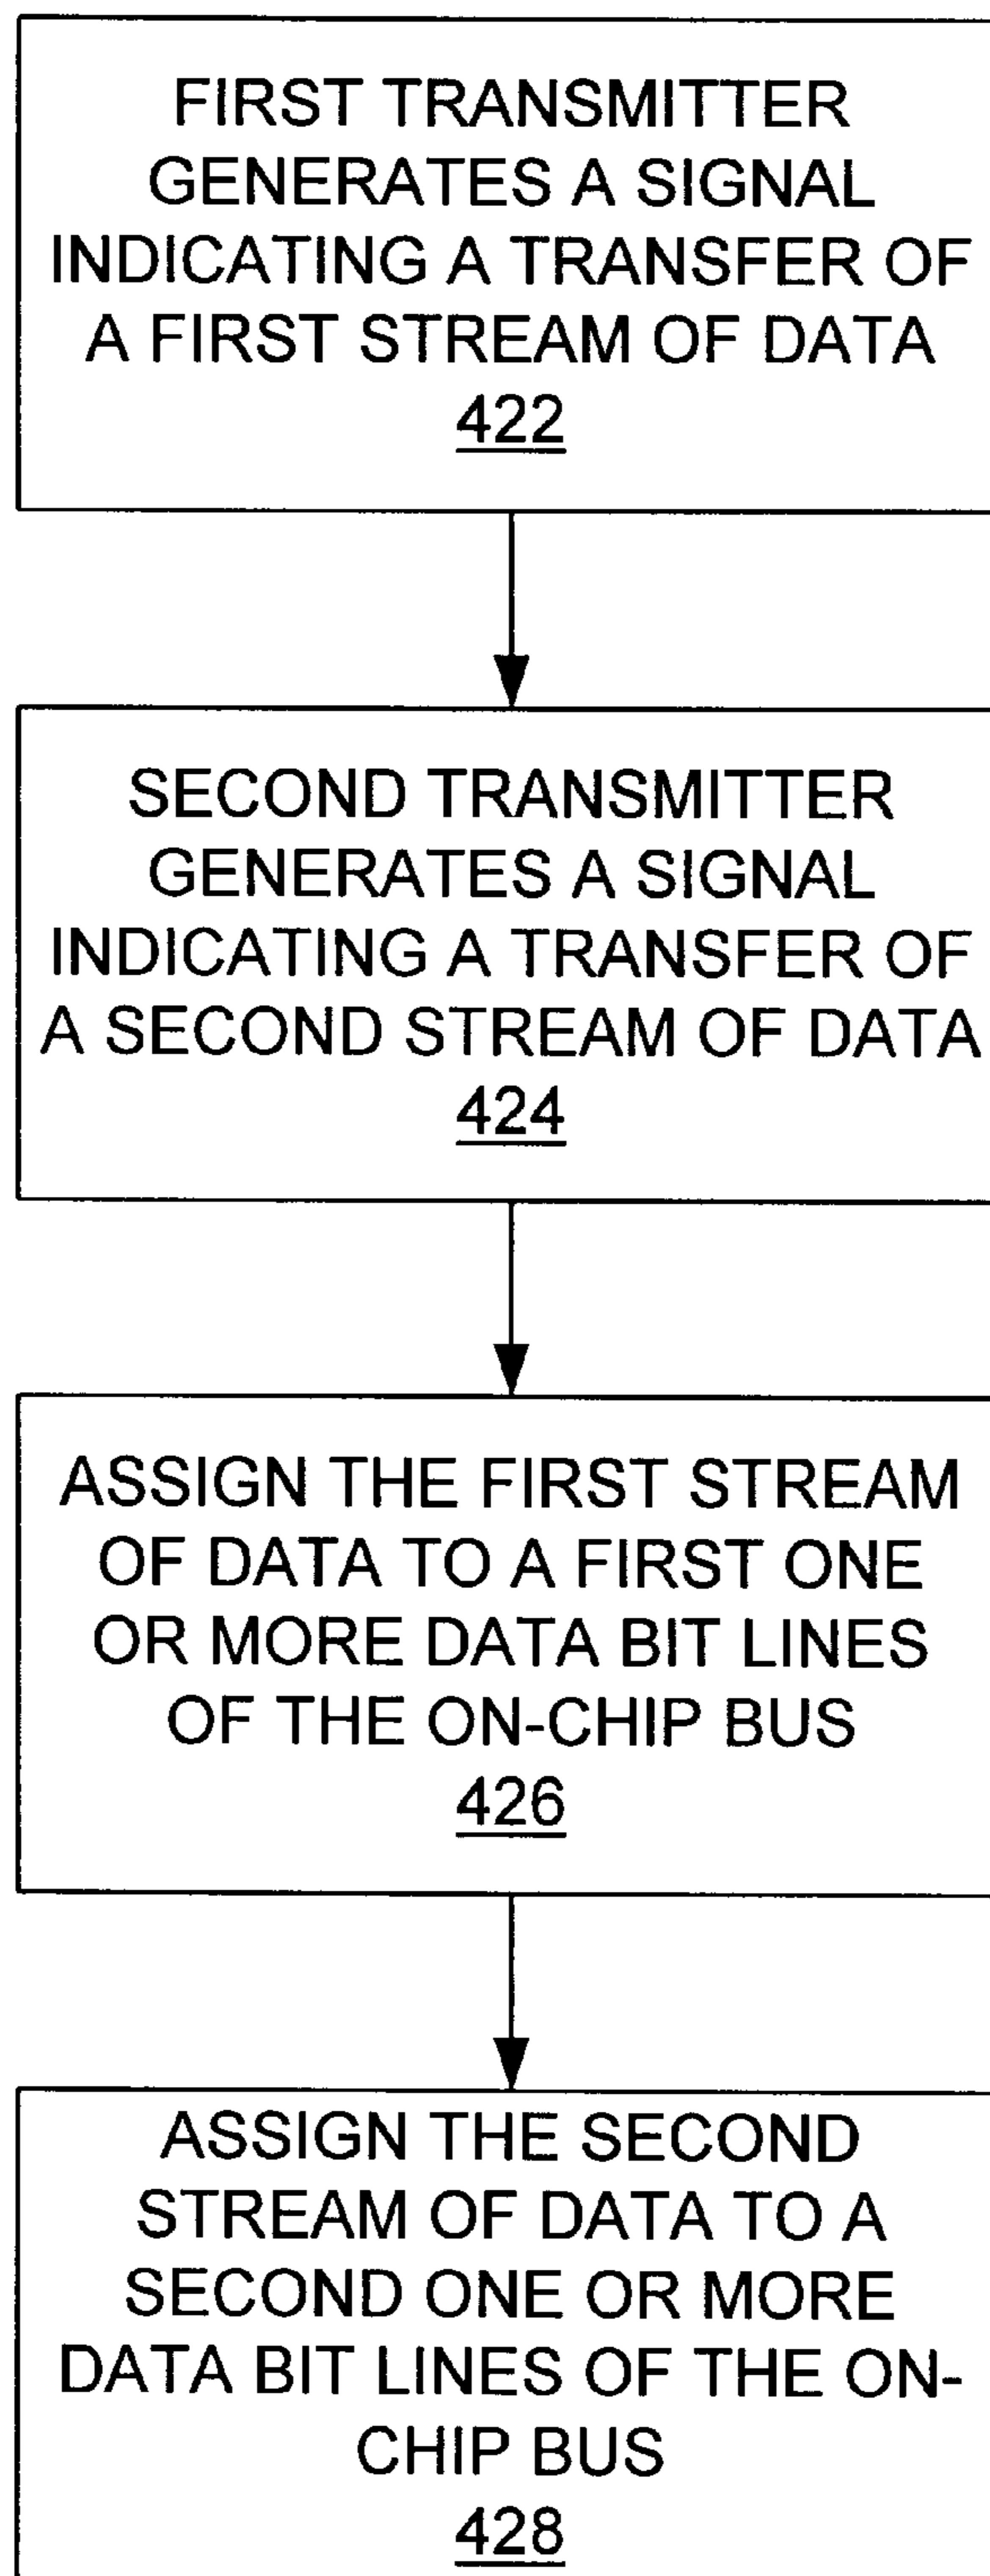 FIRST TRANSMITTER
GENERATES A SIGNAL
INDICATING A TRANSFER OF
A FIRST STREAM OF DATA
422
SECOND TRANSMITTER
GENERATES A SIGNAL
INDICATING A TRANSFER OF
A SECOND STREAM OF DATA
424
ASSIGN THE FIRST STREAM
OF DATA TO A FIRST ONE
OR MORE DATA BIT LINES
OF THE ON-CHIP BUS
426
ASSIGN THE SECOND
STREAM OF DATA TO A
SECOND ONE OR MORE
DATA BIT LINES OF THE ON-
CHIP BUS
428